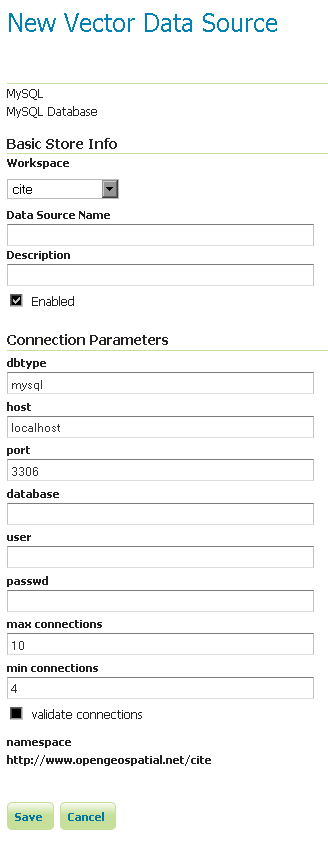 New Vector Data Source
MySQL
MySQL Database
Basic Store Info
Workspace
cite
Data Source Name
Description
Enabled
Connection Parameters
dbtype
mysql
host
localhost
port
3306
database
user
passwd
max connections
10
min connections
4
validate connections
namespace
http://www.opengeospatial.net/cite
Save Cancel